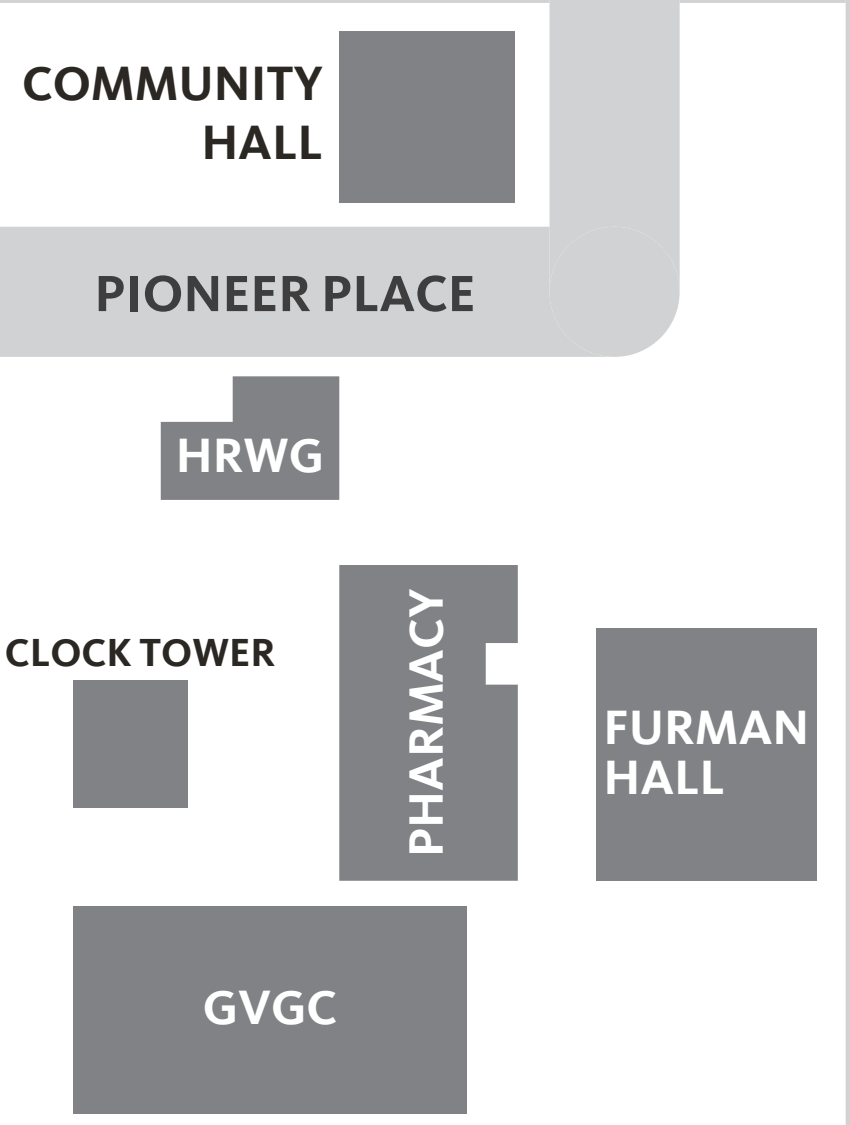 COMMUNITY
HALL
PIONEER PLACE
HRWG
CLOCK TOWER
PHARMACY
FURMAN
HALL
GVGC